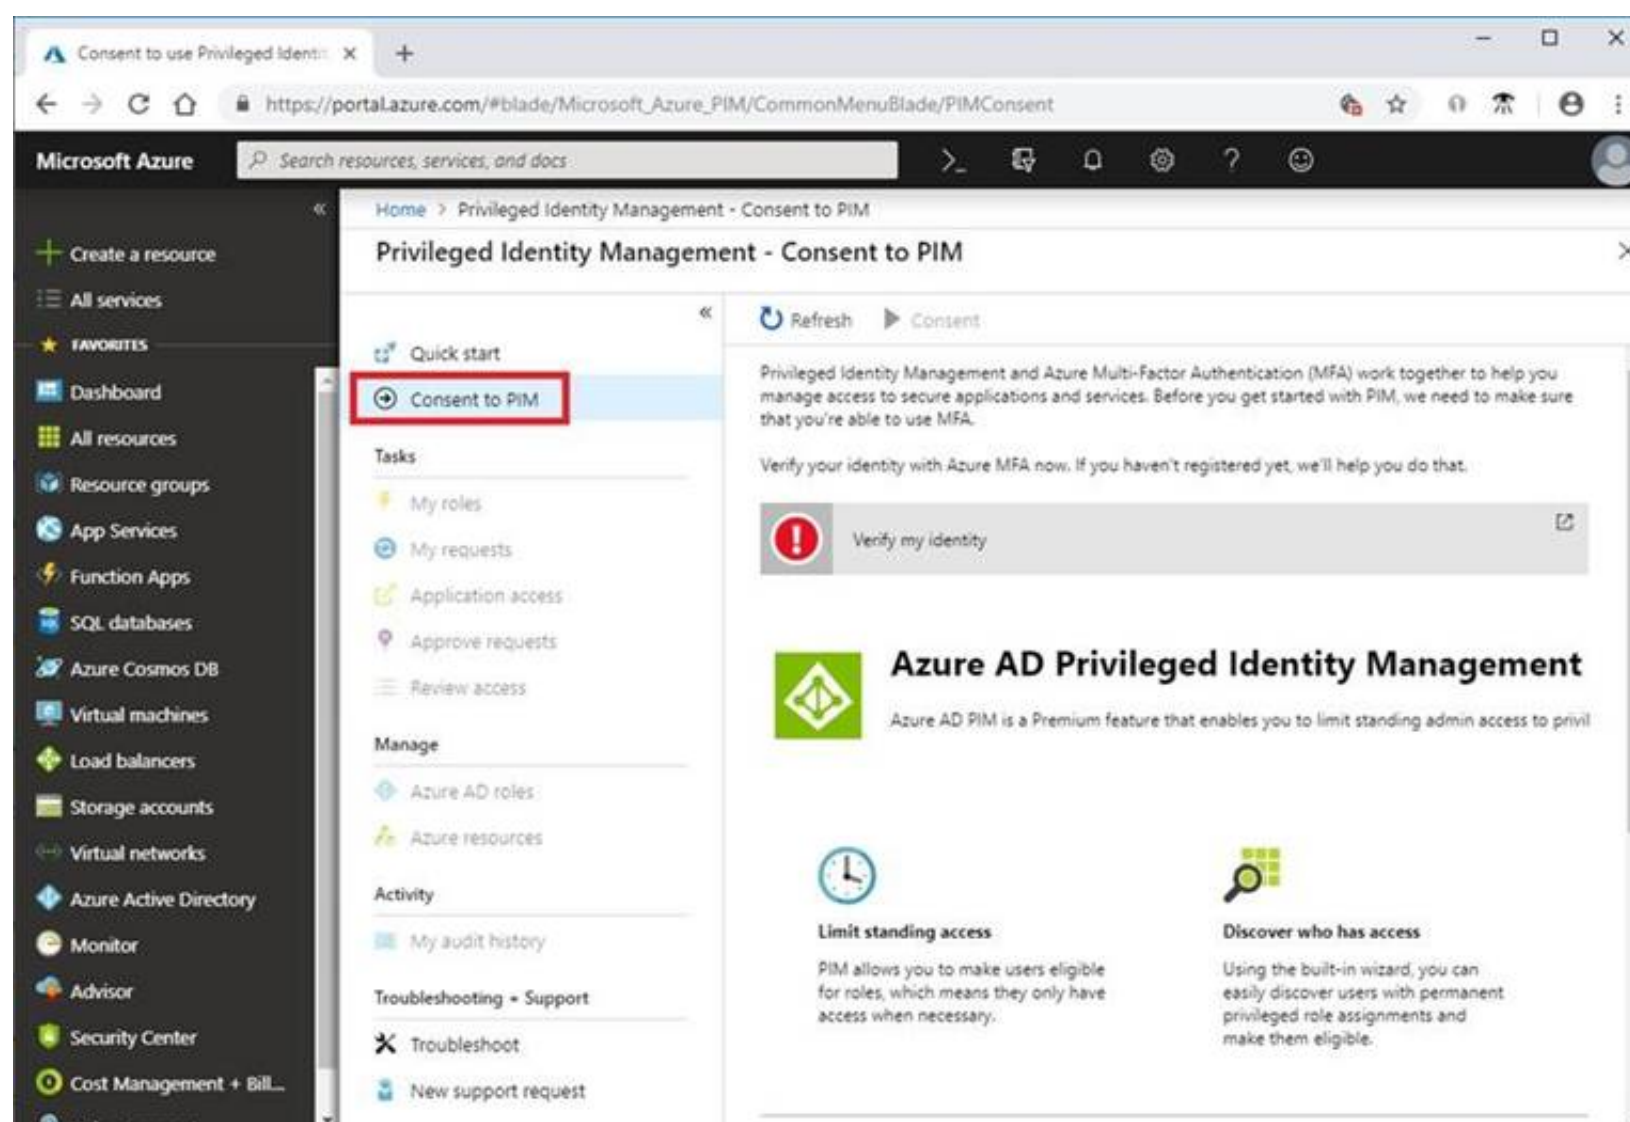 Consent to use Privileged Identi
https://portal.azure.com/#blade/Microsoft_Azure_PIM/CommonMenuBlade/PIMConsent
Microsoft Azure
Search resources, services, and docs
Create a resource
All services
FAVORITES
Dashboard
All resources
Resource groups
App Services
Function Apps
SQL databases
Azure Cosmos DB
Virtual machines
Load balancers
Storage accounts
Virtual networks
Azure Active Directory
Monitor
Advisor
Security Center
Cost Management + Bill...
Home > Privileged Identity Management - Consent to PIM
Privileged Identity Management - Consent to PIM
Quick start
Consent to PIM
Tasks
My roles
My requests
Application access
Approve requests
Review access
Manage
Azure AD roles
Azure resources
Activity
My audit history
Troubleshooting + Support
Troubleshoot
New support request
Refresh
Consent
Privileged Identity Management and Azure Multi-Factor Authentication (MFA) work together to help you
manage access to secure applications and services. Before you get started with PIM, we need to make sure
that you're able to use MFA.
Verify your identity with Azure MFA now. If you haven't registered yet, we'll help you do that.
Verify my identity
Azure AD Privileged Identity Management
Azure AD PIM is a Premium feature that enables you to limit standing admin access to privil
Limit standing access
PIM allows you to make users eligible
for roles, which means they only have
access when necessary.
Discover who has access
Using the built-in wizard, you can
easily discover users with permanent
privileged role assignments and
make them eligible.